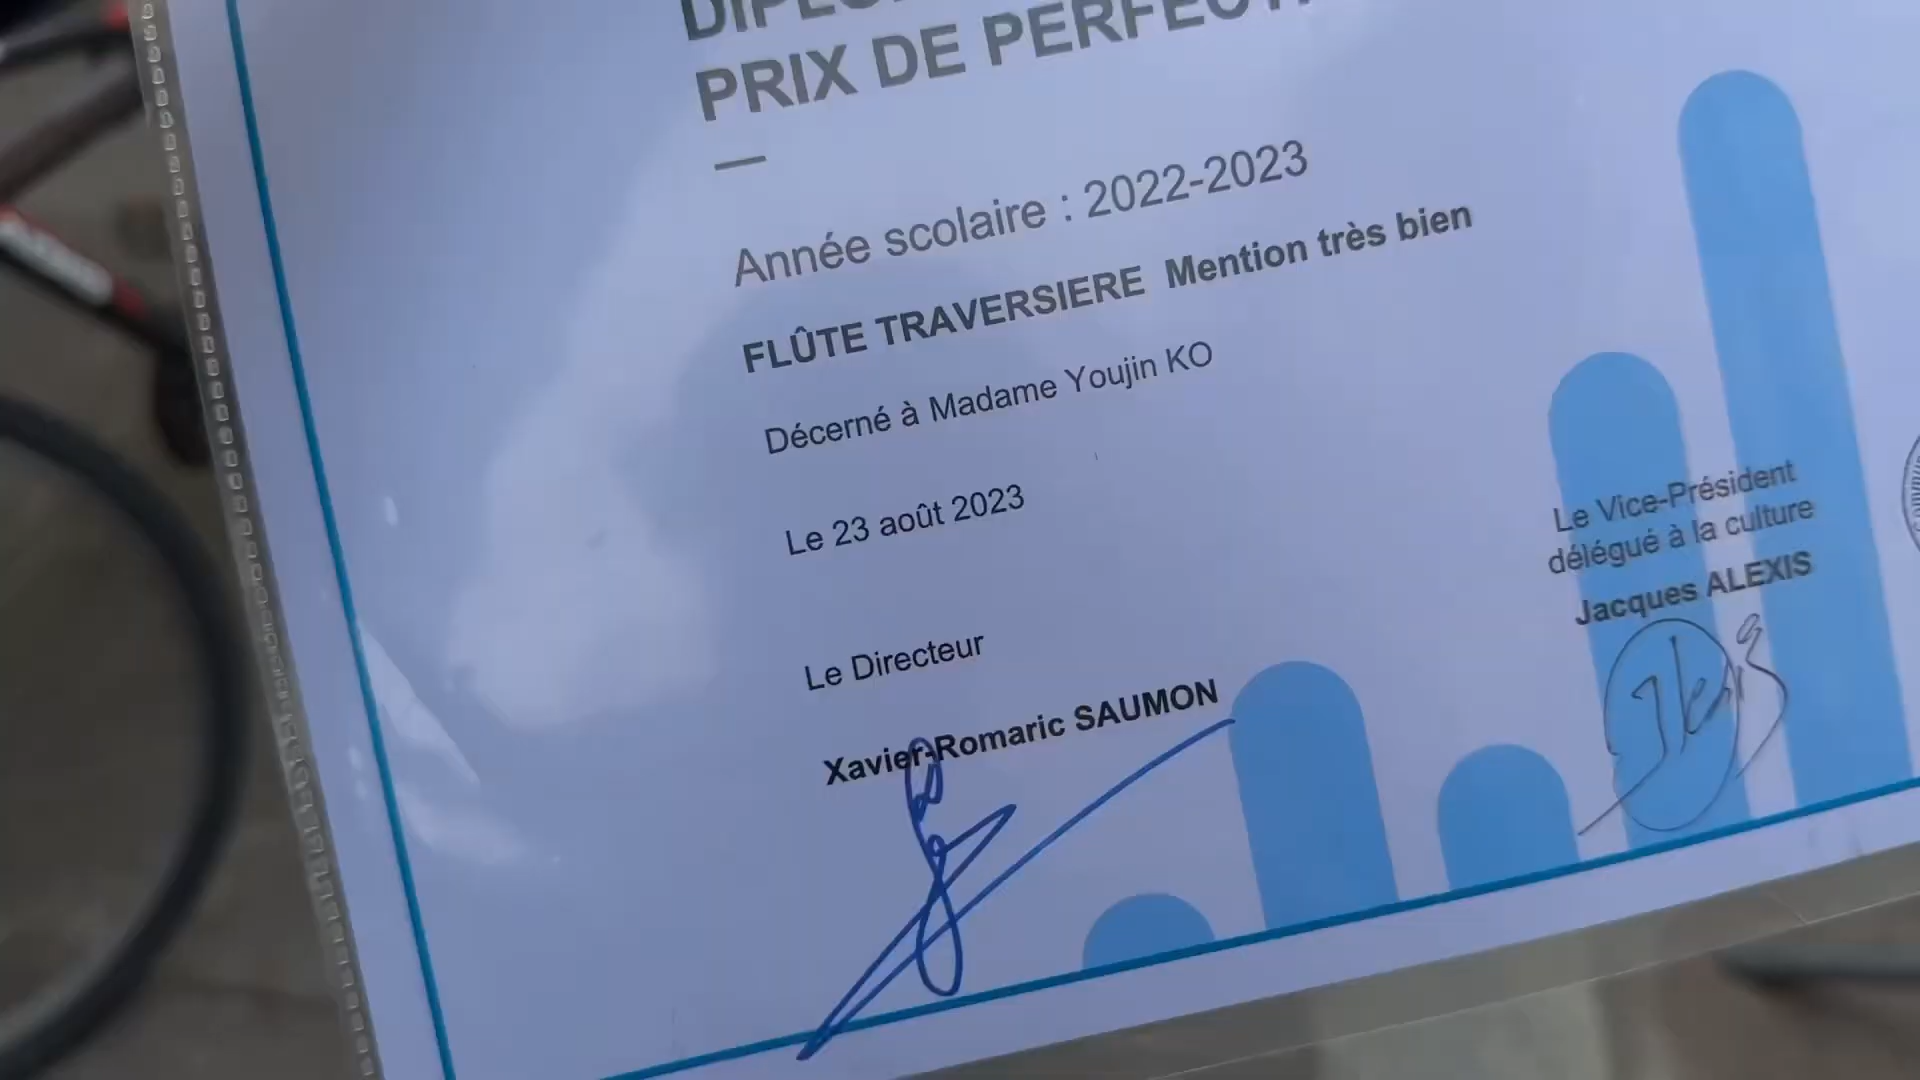 PRIX DE
Année scolaire : 2022-2023
FLÛTE TRAVERSIERE Mention très bien
Décerné à Madame Youjin KO
Le 23 août 2023
Le Vice-Président
délégué à la culture
Jacques ALEXIS
Le Directeur
Xavier-Romaric SAUMON